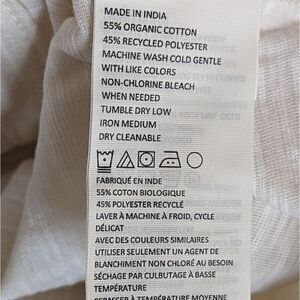 MADE IN INDIA
55% ORGANIC COTTON
45% RECYCLED POLYESTER
MACHINE WASH COLD GENTLE
WITH LIKE COLORS
NON-CHLORINE BLEACH
WHEN NEEDED
TUMBLE DRY LOW
IRON MEDIUM
DRY CLEANABLE
FABRIQUÉ EN INDE
55% COTON BIOLOGIQUE
45% POLYESTER RECYCLÉ
LAVER À MACHINE À FROID, CYCLE
DÉLICAT
AVEC DES COULEURS SIMILAIRES
UTILISER SEULEMENT UN AGENT DE
BLANCHIMENT NON CHLORÉ AU BESOIN
SÉCHAGE PAR CULBUTAGE À BASSE
TEMPÉRATURE
REPASSER À TEMPÉRATURE MOYENNE